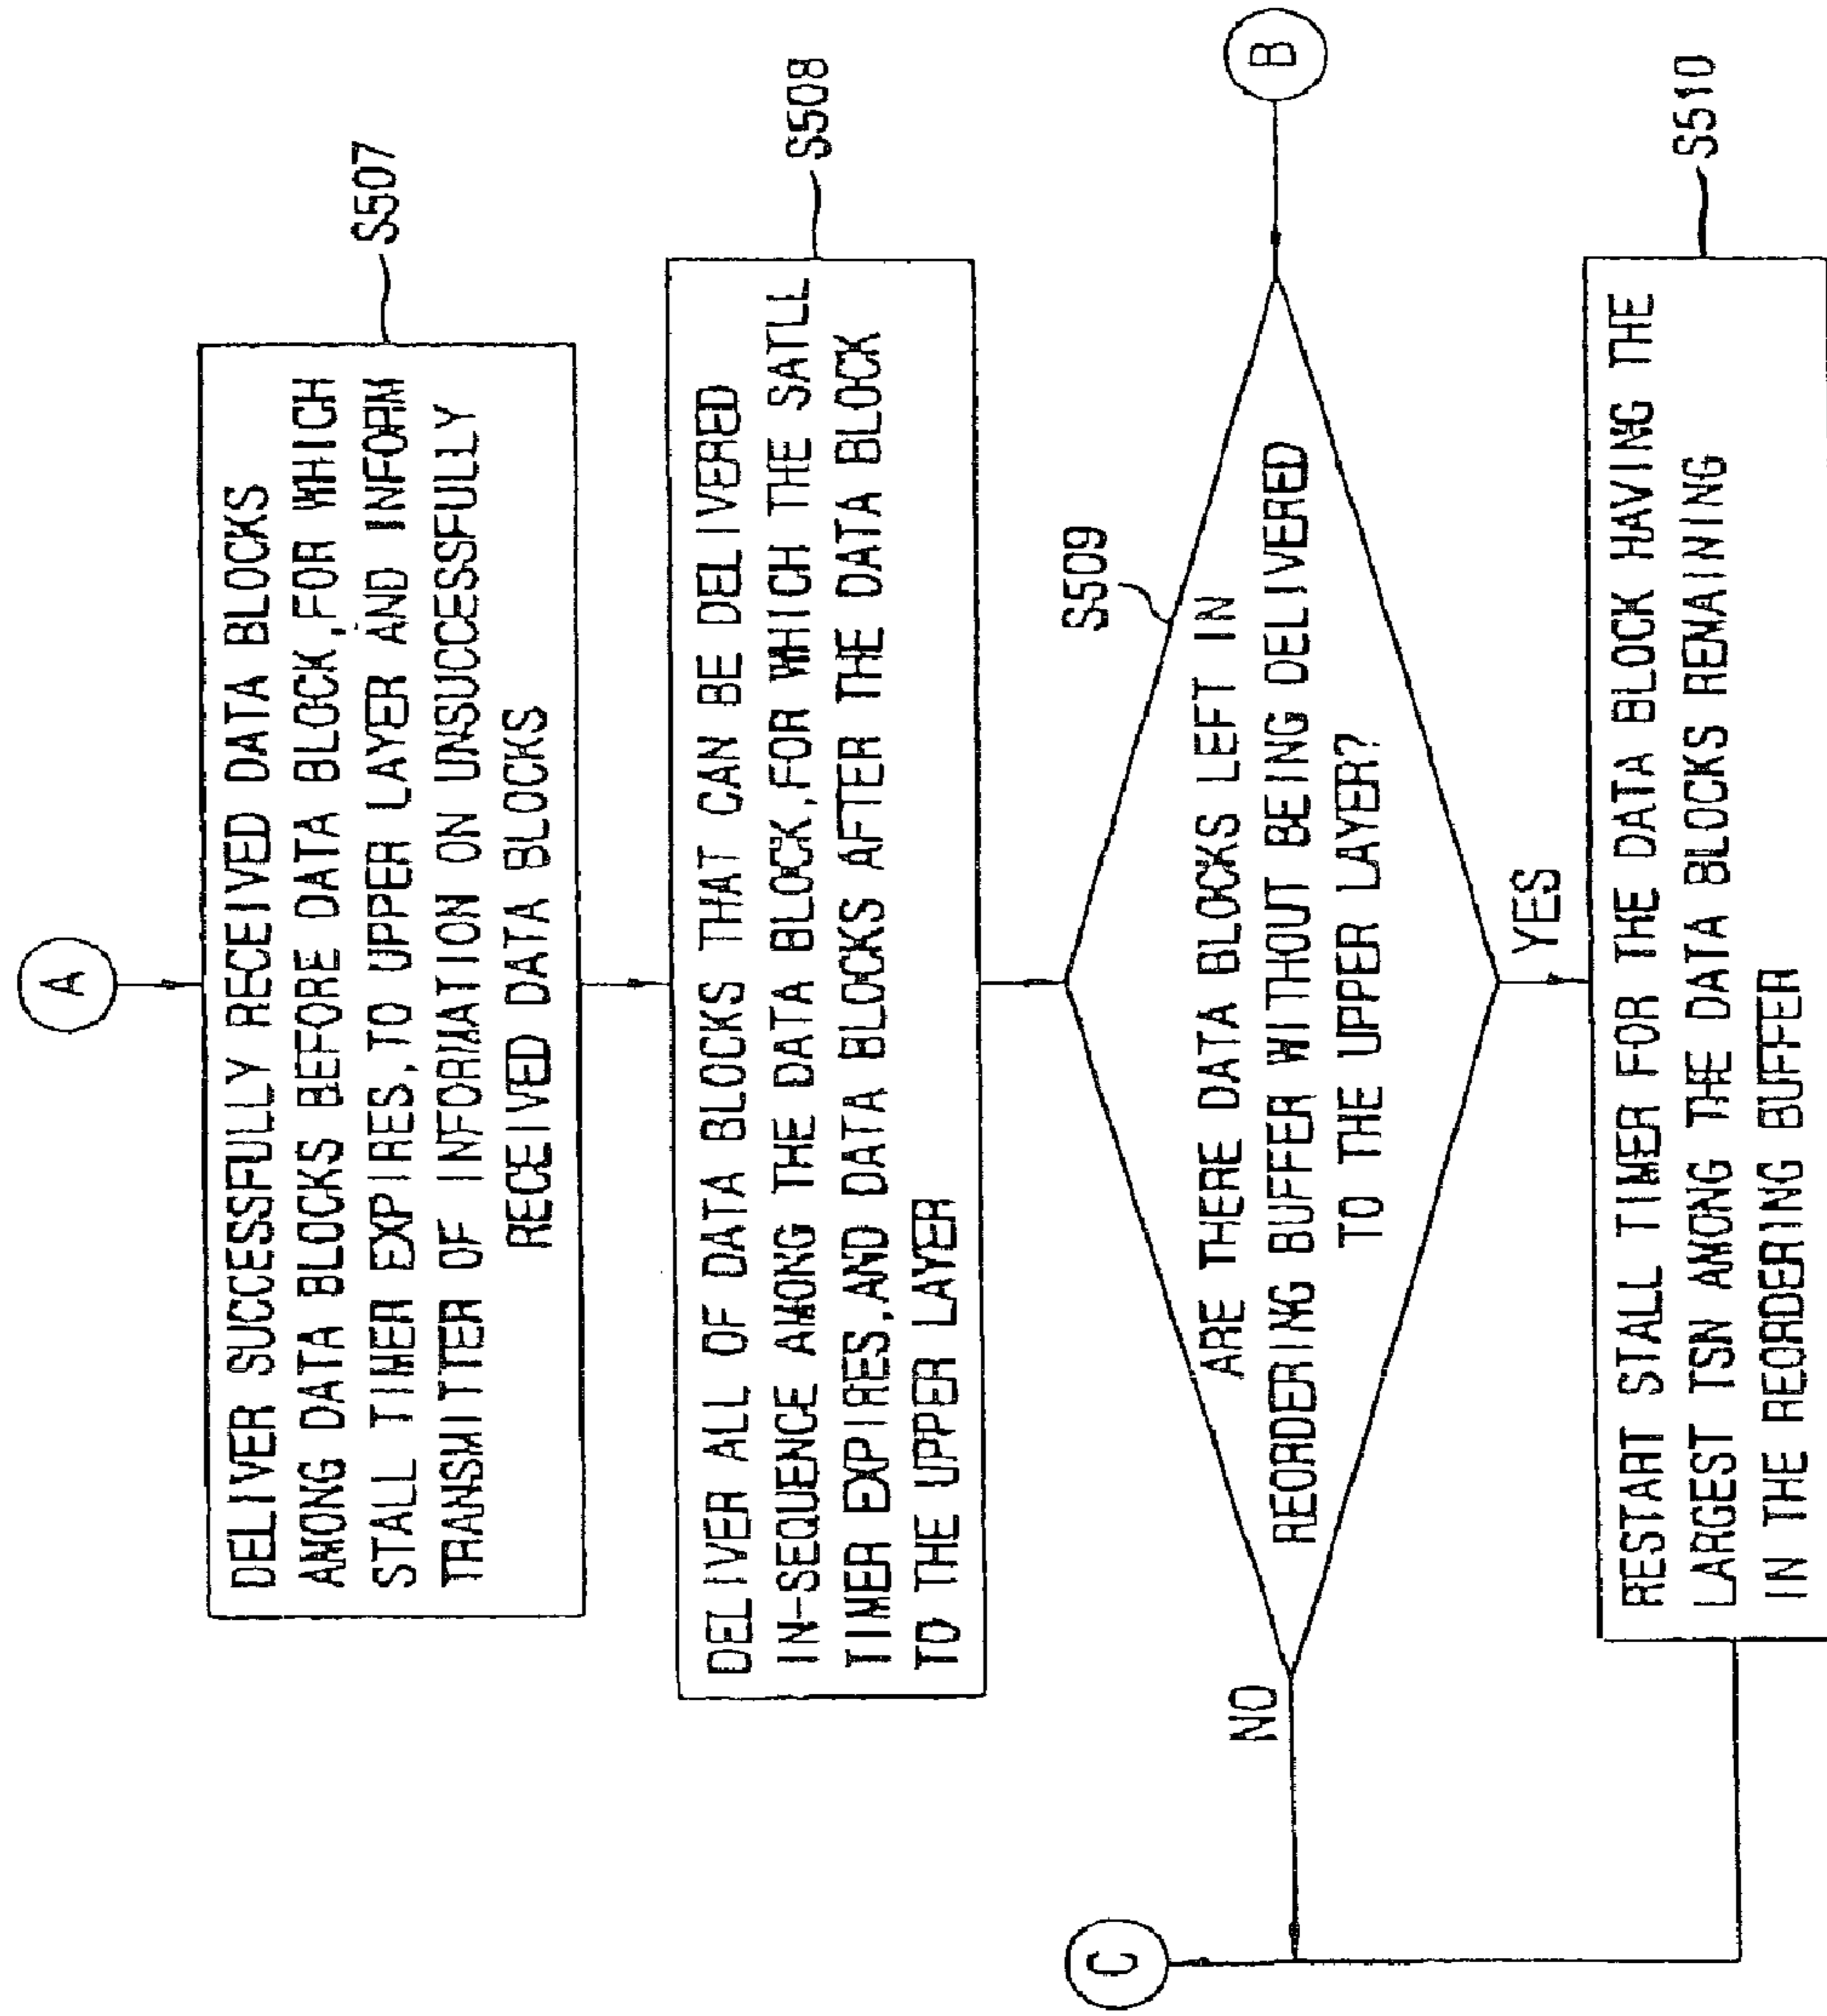 A
DELIVER SUCCESSFULLY RECEIVED DATA BLOCKS
AMONG DATA BLOCKS BEFORE DATA BLOCK,FOR WHICH
STALL TIMER EXPIRES,TO UPPER LAYER AND INFORM
TRANSMITTER OF INFORMATION ON UNSUCCESSFULLY
RECEIVED DATA BLOCKS
S507
DELIVER ALL OF DATA BLOCKS THAT CAN BE DELIVERED
IN-SEQUENCE AMONG THE DATA BLOCK,FOR WHICH THE SATLL
TIMER EXPIRES,AND DATA BLOCKS AFTER THE DATA BLOCK
TO THE UPPER LAYER
S508
S509
ARE THERE DATA BLOCKS LEFT IN
REORDERING BUFFER WITHOUT BEING DELIVERED
TO THE UPPER LAYER?
B
NO
C
YES
RESTART STALL TIMER FOR THE DATA BLOCK HAVING THE
LARGEST TSN AMONG THE DATA BLOCKS REMAINING
IN THE REORDERING BUFFER
S510